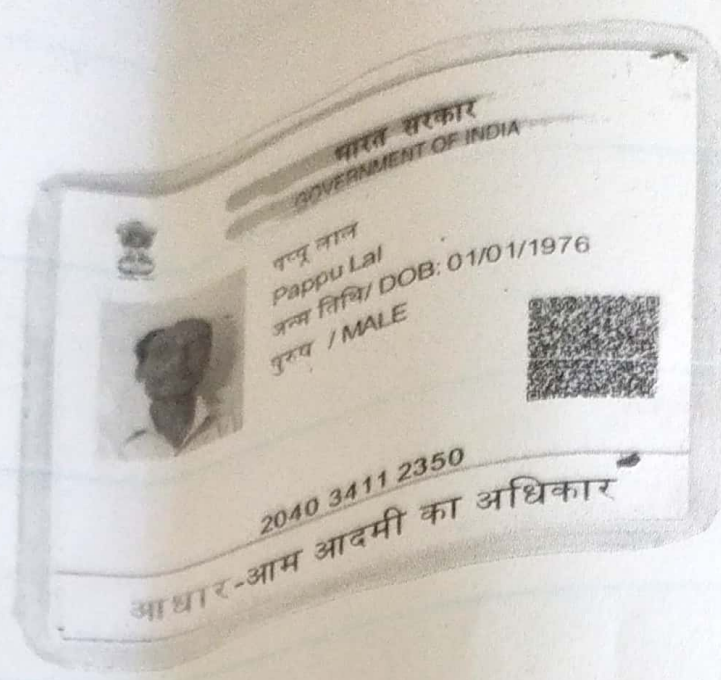 भारत सरकार
GOVERNMENT OF INDIA
पप्पू लाल
Pappu Lal
जन्म तिथि/ DOB: 01/01/1976
पुरुष / MALE
2040 3411 2350
आधार-आम आदमी का अधिकार